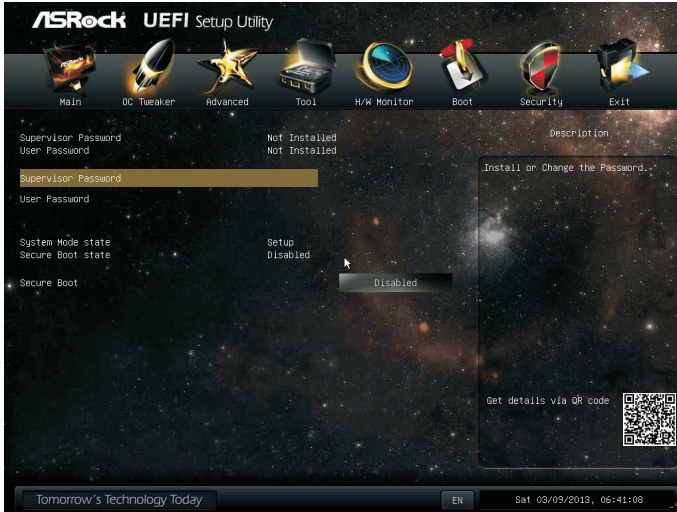 ASRock UEFI Setup Utility
Main OC Tweaker Advanced Tool H/W Monitor Boot Security Exit
Supervisor Password Not Installed
User Password Not Installed
Supervisor Password
User Password
System Mode state Setup
Secure Boot state Disabled
Secure Boot Disabled
Description
Install or Change the Password.
Get details via QR code
Tomorrow's Technology Today
EN
Sat 03/09/2013, 06:41:08